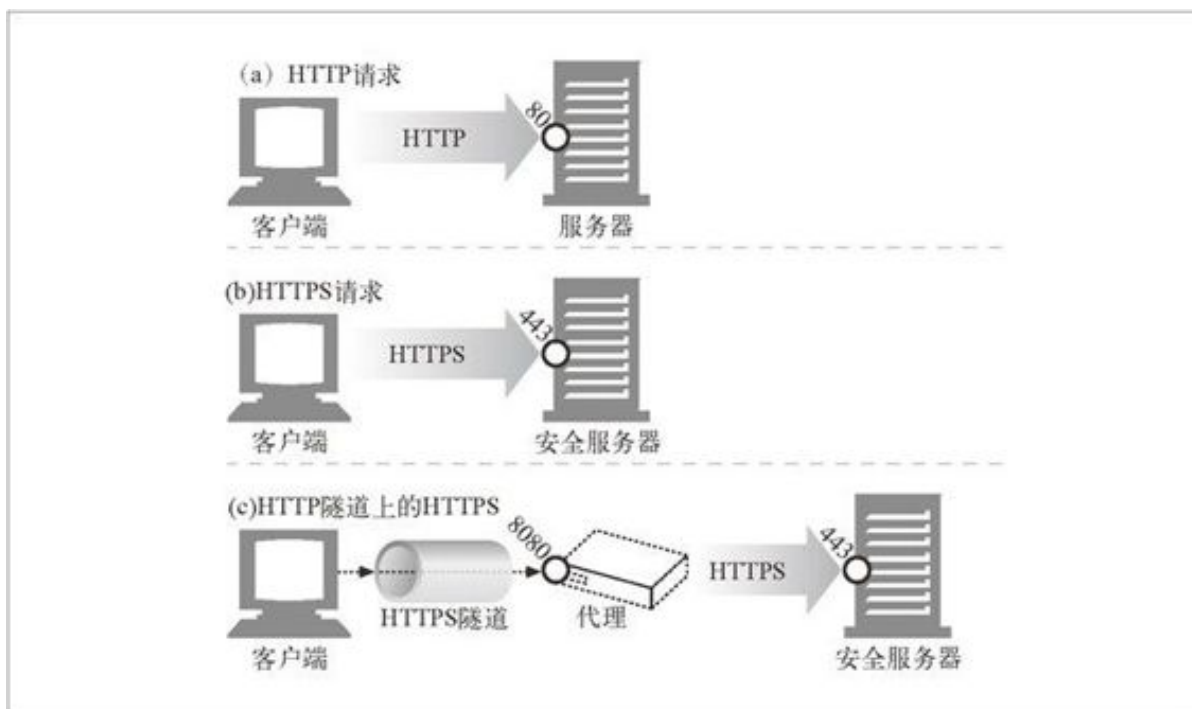 (a) HTTP请求
HTTP
80
客户端
服务器
(b)HTTPS请求
HTTPS
443
客户端
安全服务器
(c)HTTP隧道上的HTTPS
8080
443
HTTPS
HTTPS隧道
代理
客户端
安全服务器